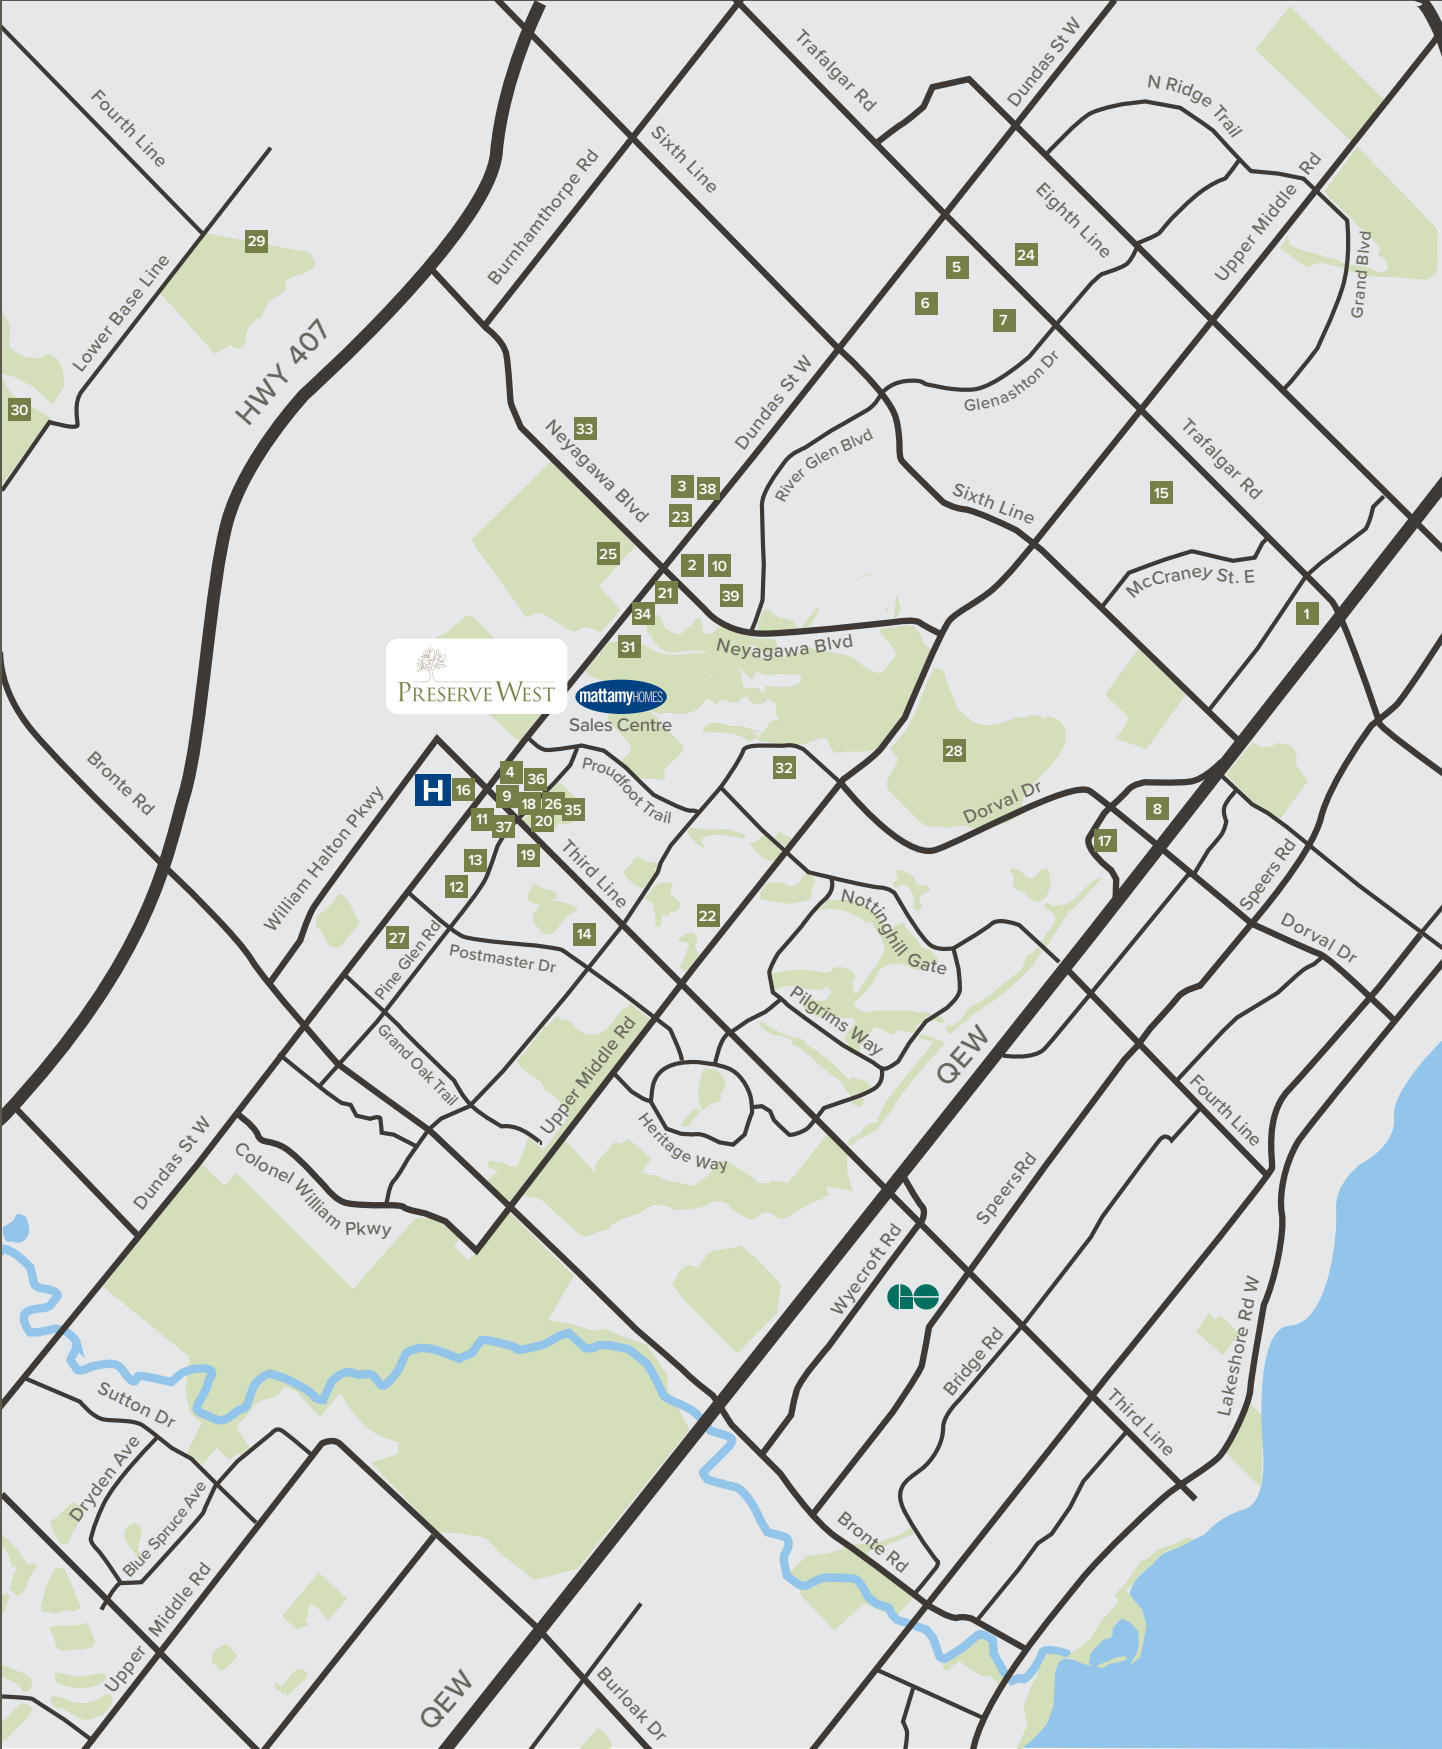 Trafalgar Rd
Dundas St W
N Ridge Trail
Fourth Line
Sixth Line
Burnhamthorpe Rd
Eighth Line
Upper Middle Rd
Grand Blvd
29
24
5
6
7
Lower Base Line
HWY 407
30
Dundas St W
Glenashton Dr
33
Neyagawa Blvd
River Glen Blvd
Trafalgar Rd
3
38
23
15
Sixth Line
25
2
10
21
39
34
McCraney St. E
1
31
Neyagawa Blvd
PRESERVE WEST
mattamyHOMES
Sales Centre
28
32
Bronte Rd
William Halton Pkwy
H
16
4
36
9
18
26
35
11
37
20
Proudfoot Trail
Dorval Dr
8
17
13
19
12
Third Line
Speers Rd
22
14
27
Pine Glen Rd
Postmaster Dr
Nottinghill Gate
Dorval Dr
Pilgrims Way
Grand Oak Trail
Upper Middle Rd
QEW
Heritage Way
Fourth Line
Dundas St W
Colonel William Pkwy
SpeersRd
Wyecroft Rd
Bridge Rd
Lakeshore Rd W
Sutton Dr
Third Line
Dryden Ave
Blue Spruce Ave
Bronte Rd
Upper Middle Rd
QEW
Burloak Dr